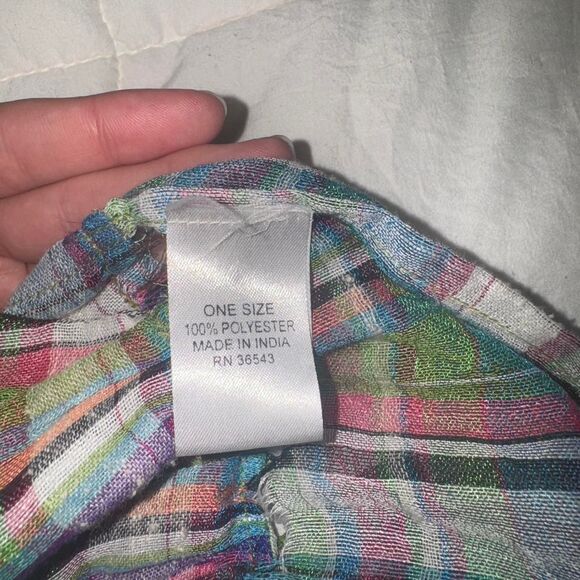 ONE SIZE
100% POLYESTER
MADE IN INDIA
RN 36543